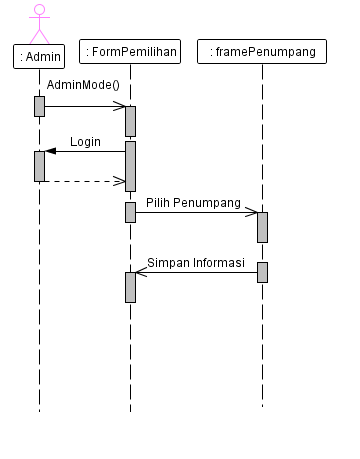 : Admin
: FormPemilihan
: framePenumpang
AdminMode()
Login
Pilih Penumpang
Simpan Informasi